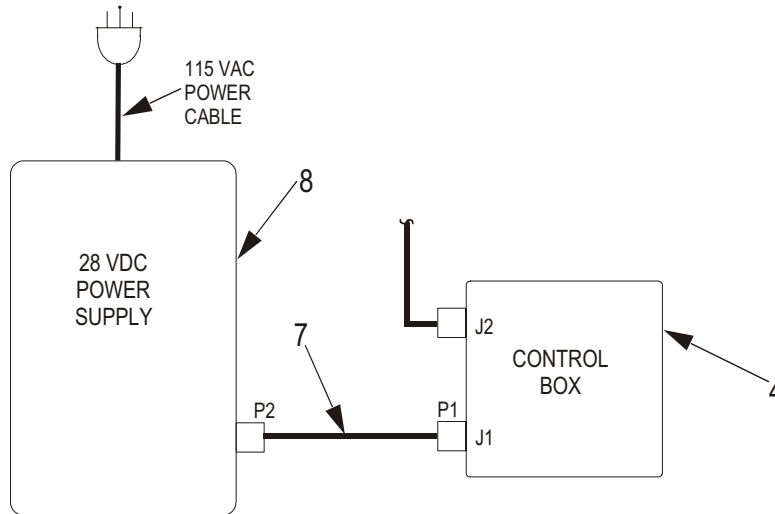 115 VAC
POWER
CABLE
8
28 VDC
POWER
SUPPLY
J2
7
CONTROL
BOX
4
P2
P1
J1